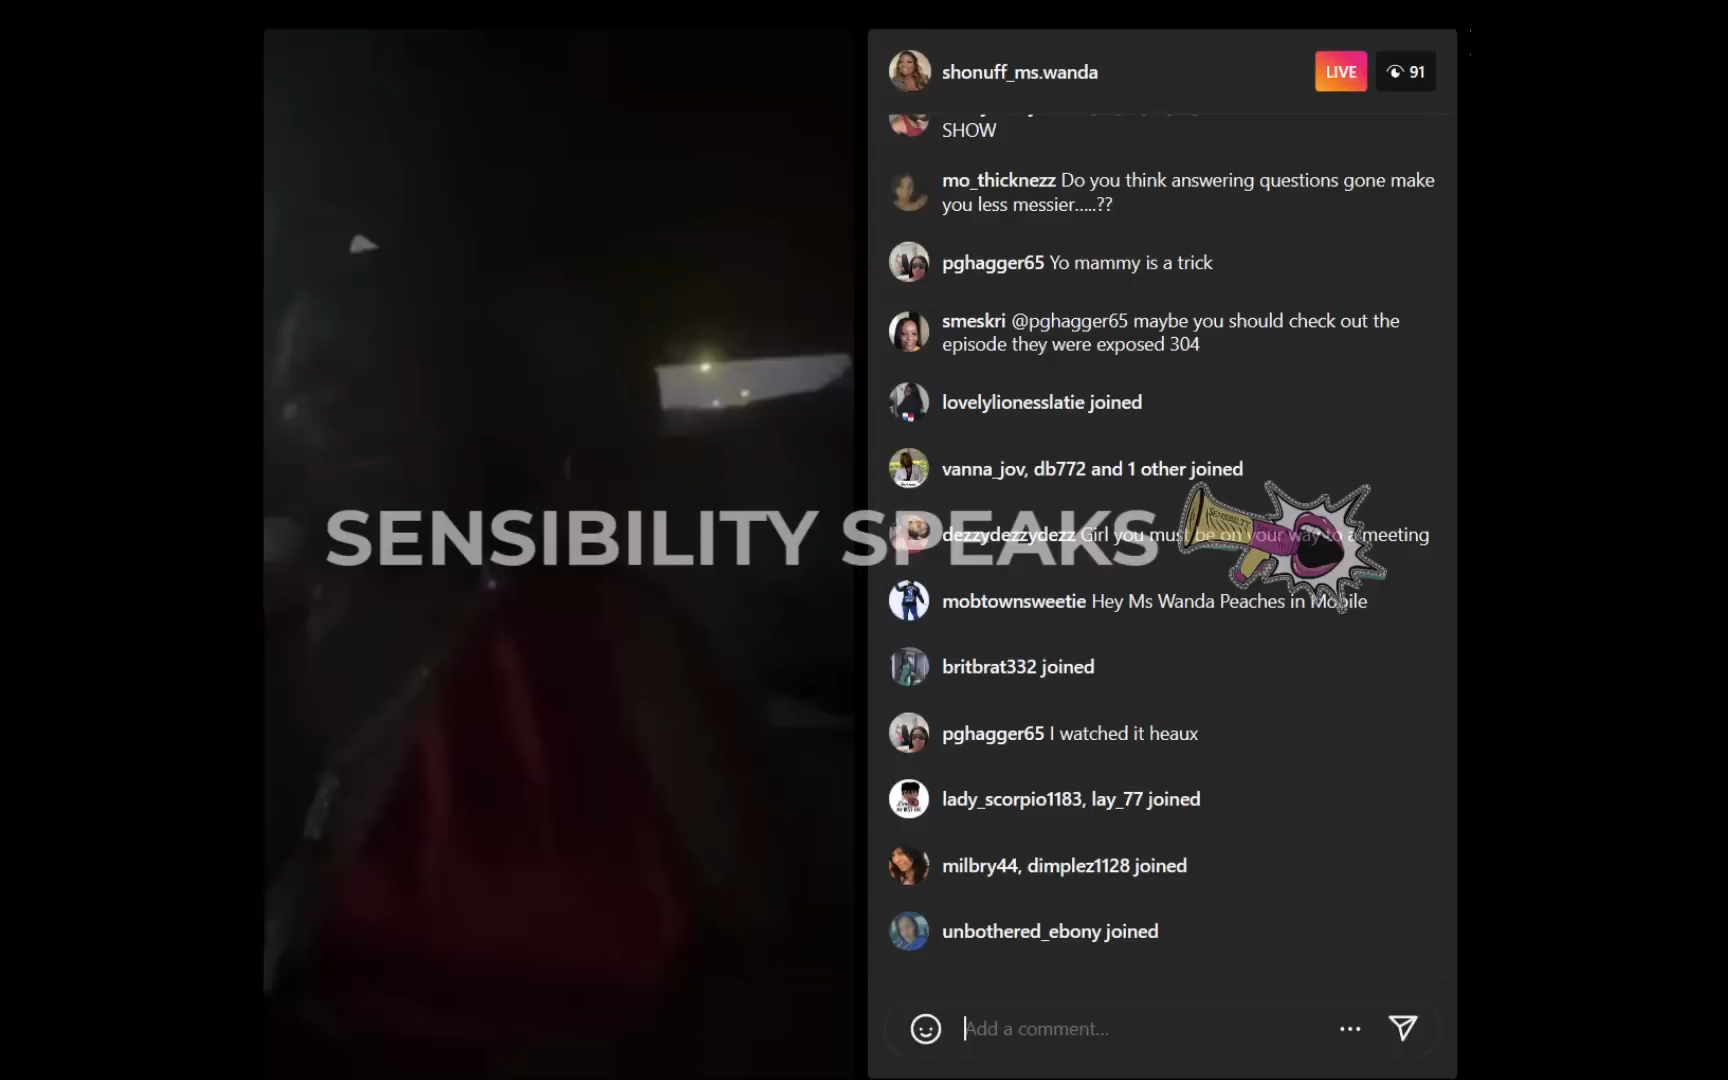 shonuff_ms.wanda
LIVE
91
SHOW
mo_thicknezz Do you think answering questions gone make
you less messier.....??
pghagger65 Yo mammy is a trick
smeskri @pghagger65 maybe you should check out the
episode they were exposed 304
lovelylionesslatie joined
vanna_jov, db772 and 1 other joined
SENSIBILITY SPEAKS
SENSIBILTY
dezzydezzydezz Girl you must be on your way to a meeting
mobtownsweetie Hey Ms Wanda Peaches in Mobile
britbrat332 joined
pghagger65 I watched it heaux
lady_scorpio1183, lay_77 joined
milbry44, dimplez1128 joined
unbothered_ebony joined
Add a comment...